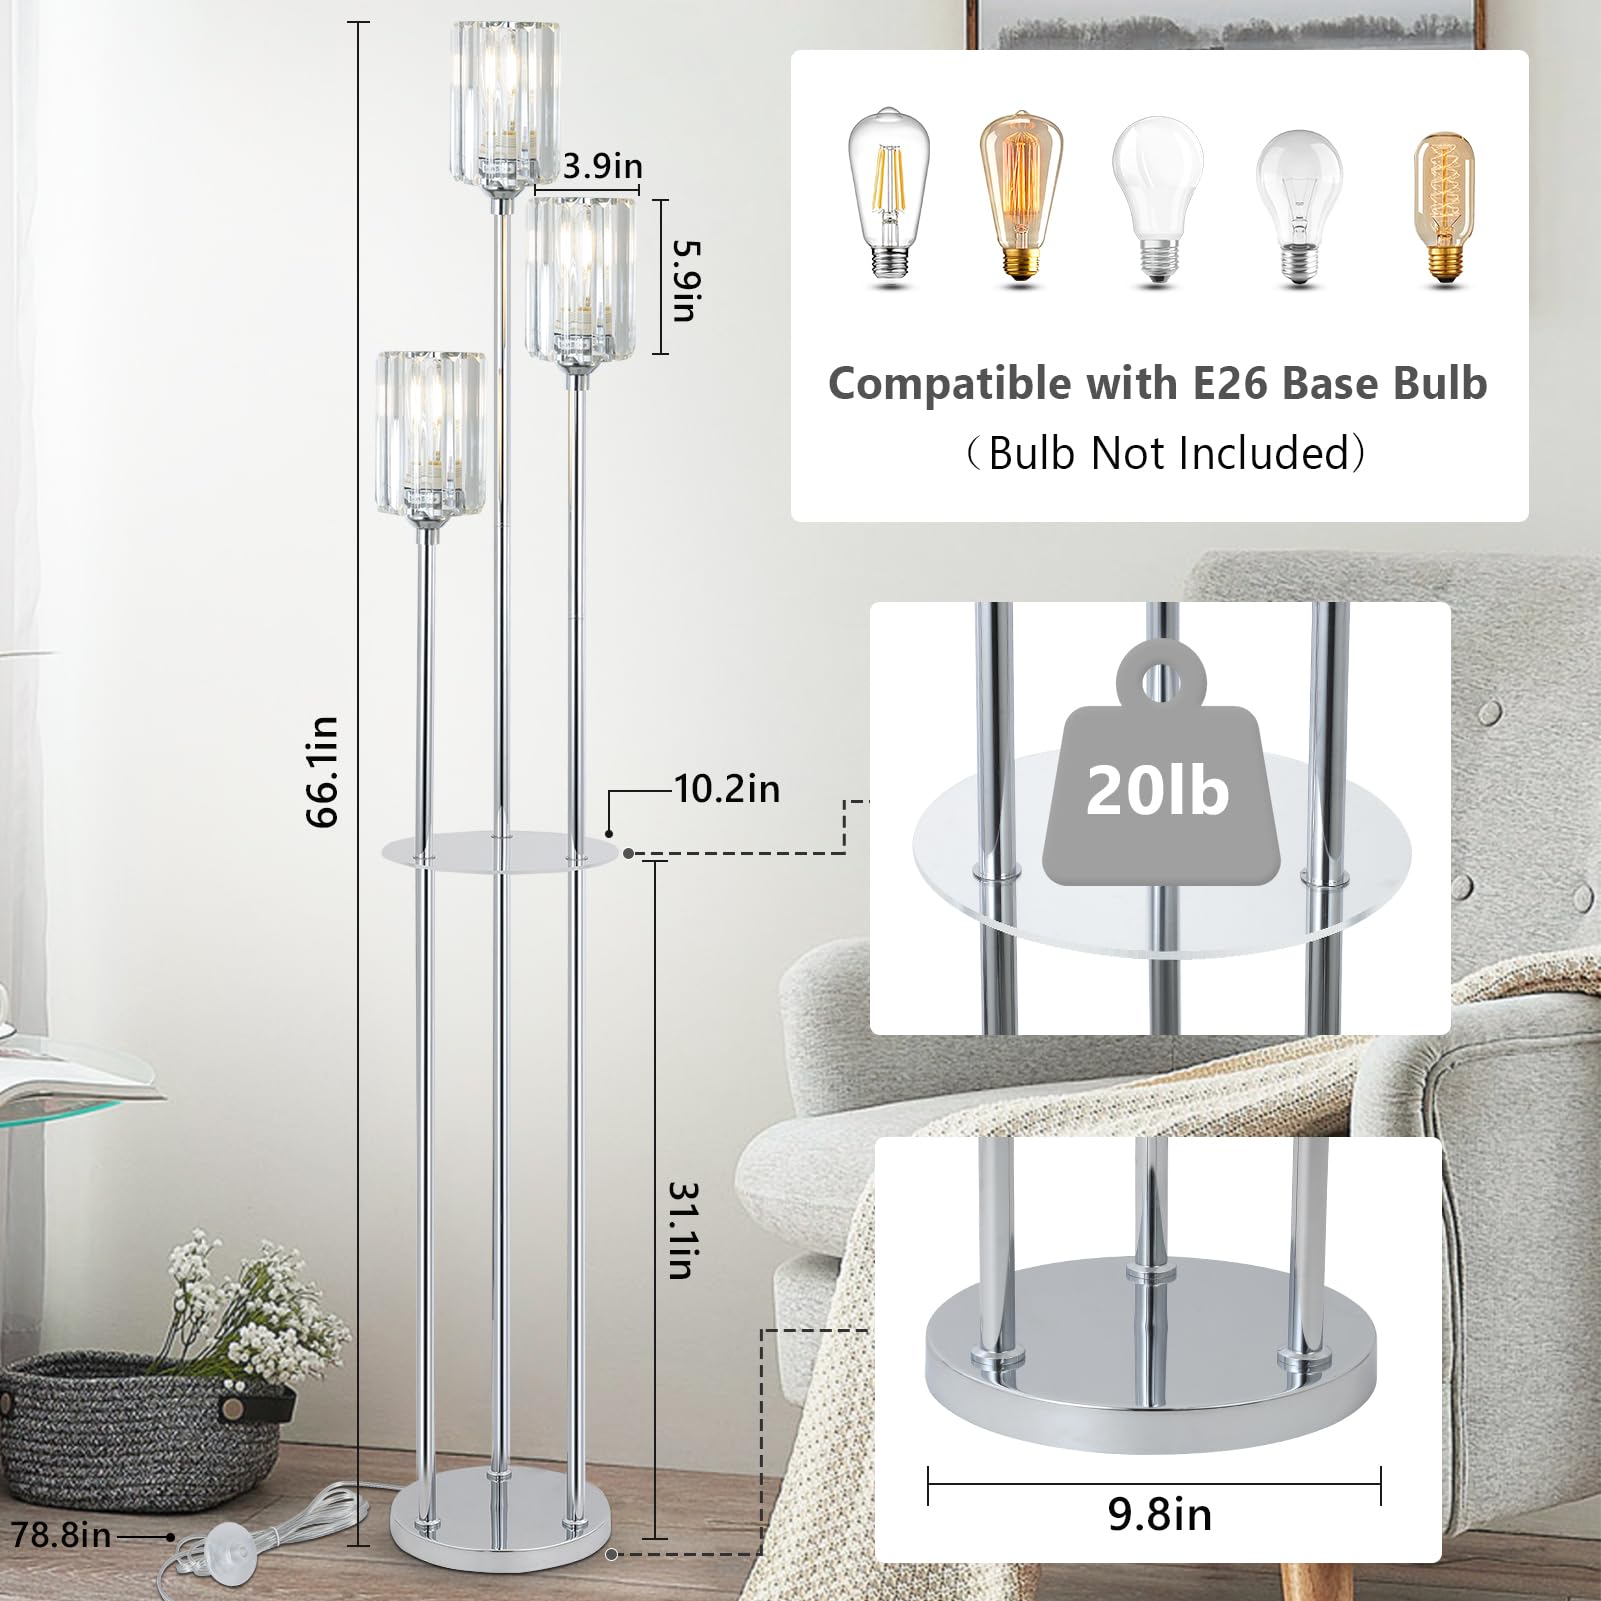 3.9in
5.9in
66.1in
10.2in
31.1in
78.8in
Compatible with E26 Base Bulb
（Bulb Not Included）
20lb
9.8in